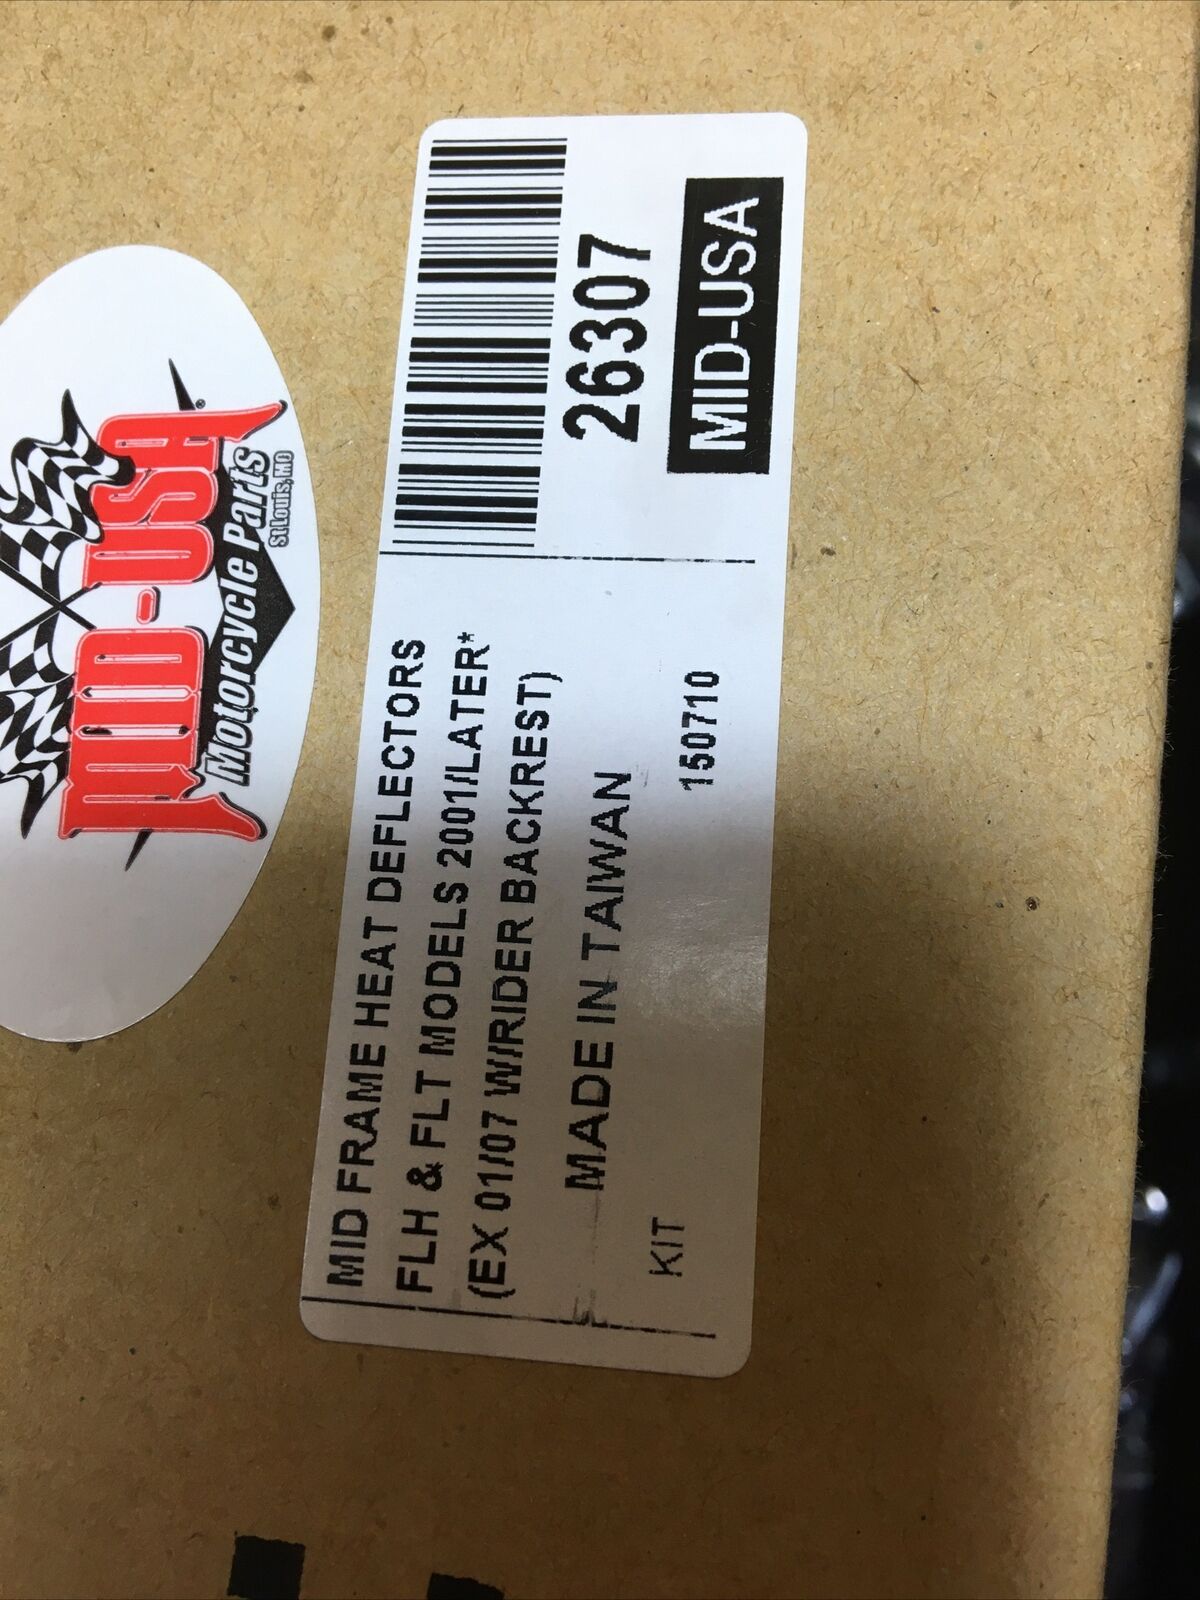 MID-USA®
Motorcycle Parts
St Louis, MO
MID FRAME HEAT DEFLECTORS
FLH & FLT MODELS 2001/LATER*
(EX 01/07 W/RIDER BACKREST)
MADE IN TAIWAN
KIT
150710
26307
MID-USA